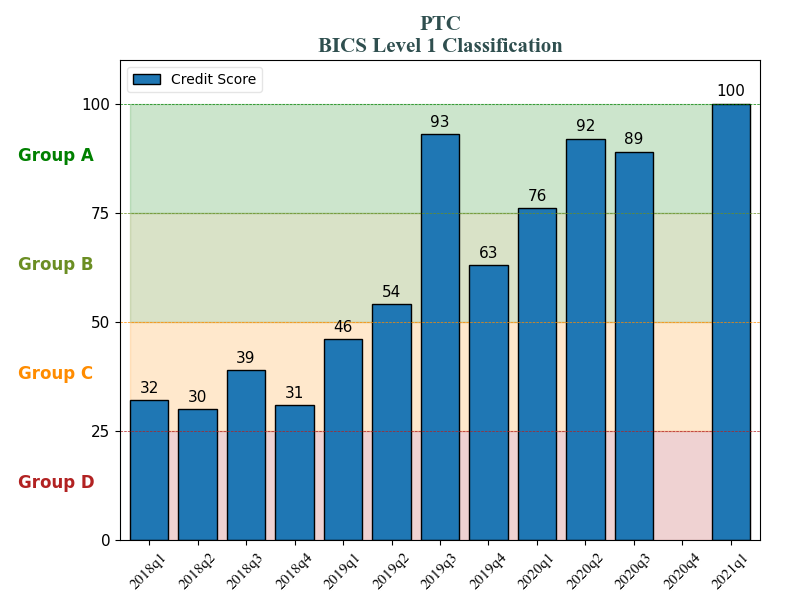 PTC
BICS Level 1 Classification
Credit Score
100
75
50
25
0
Group A
Group B
Group C
Group D
32
30
39
31
46
54
93
63
76
92
89
100
2018q1
2018q2
2018q3
2018q4
2019q1
2019q2
2019q3
2019q4
2020q1
2020q2
2020q3
2020q4
2021q1